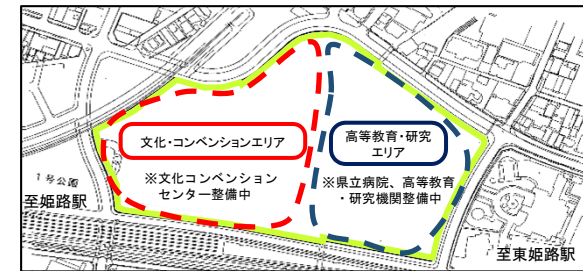 文化・コンベンションエリア
高等教育・研究
エリア
※文化コンベンション
センター整備中
※県立病院、高等教育
・研究機関整備中
1号公園
至姫路駅
至東姫路駅